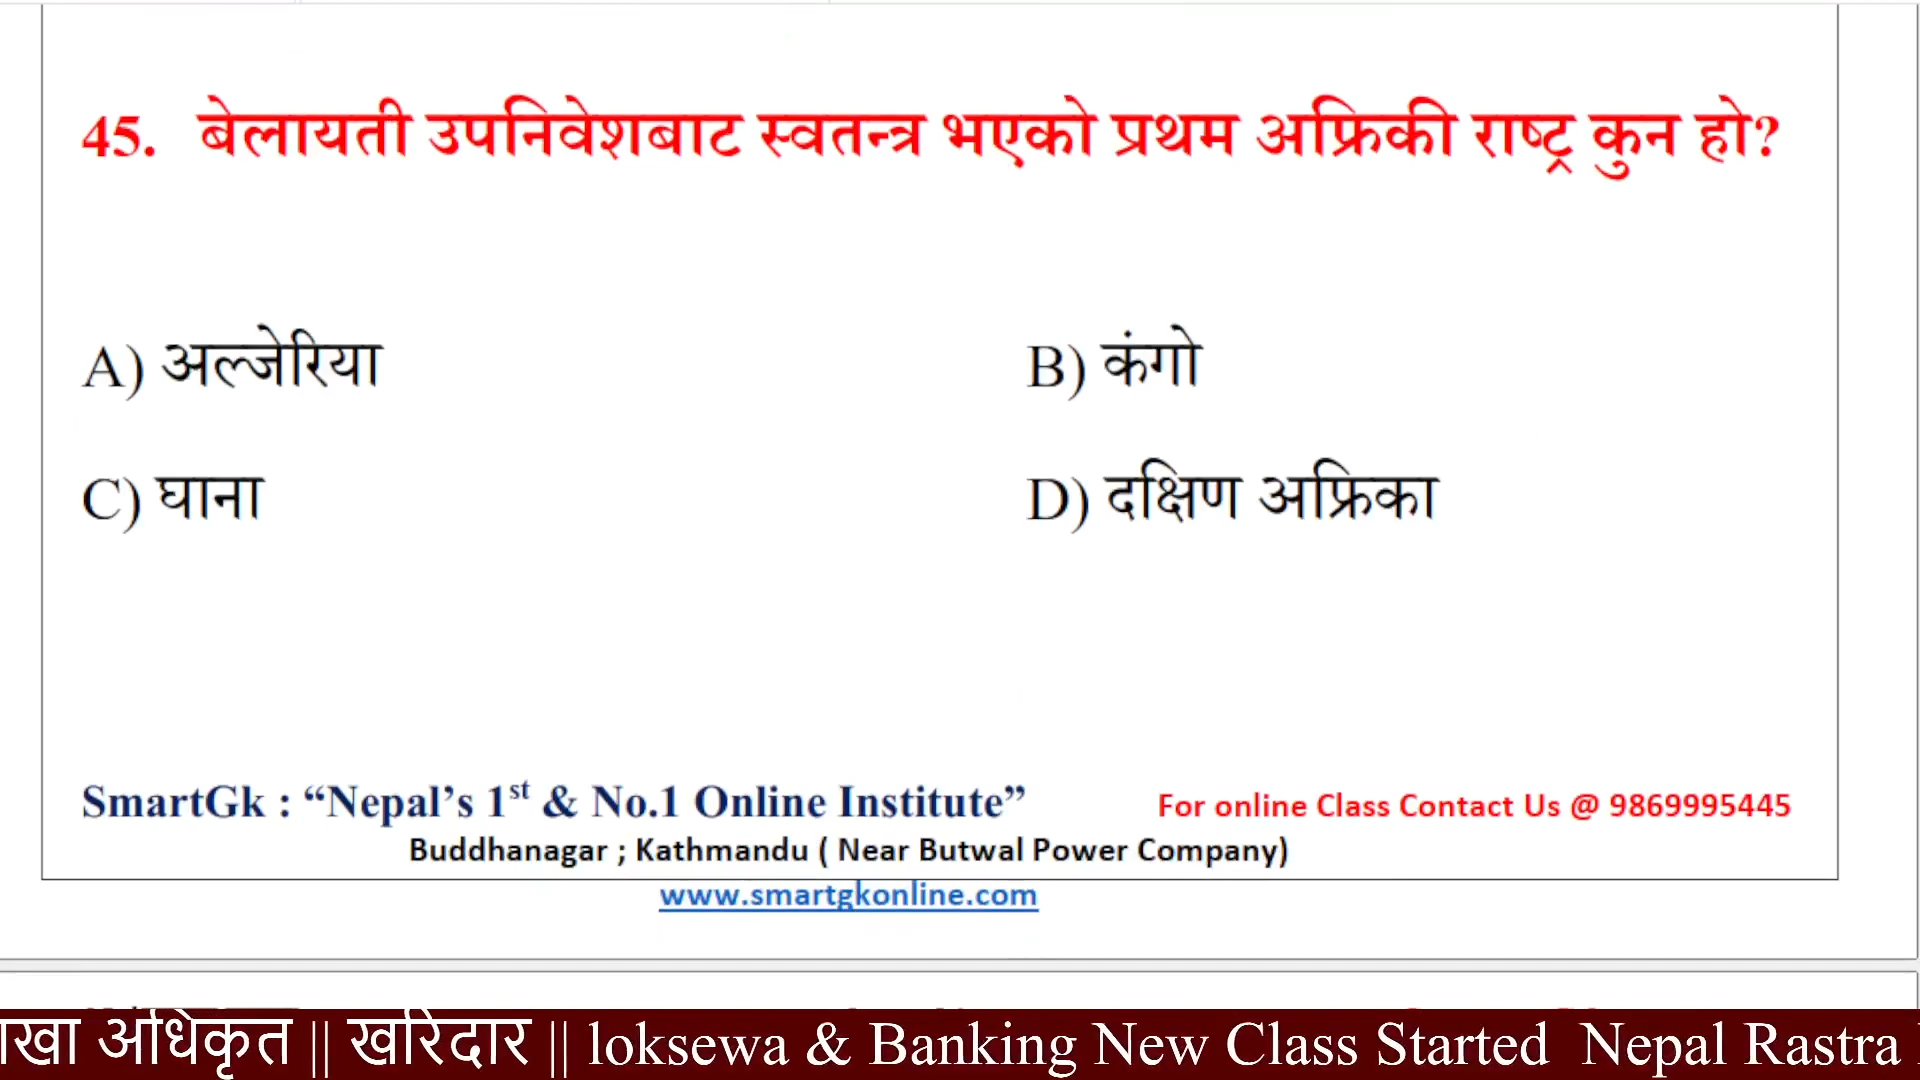 45. बेलायती उपनिवेशबाट स्वतन्त्र भएको प्रथम अफ्रिकी राष्ट्र कुन हो?
A) अल्जेरिया B) कंगो
C) घाना D) दक्षिण अफ्रिका
SmartGk : “Nepal’s 1st & No.1 Online Institute” For online Class Contact Us @ 9869995445
Buddhanagar ; Kathmandu ( Near Butwal Power Company)
www.smartgkonline.com
अधिकृत || खरिदार || loksewa & Banking New Class Started Nepal Rastra